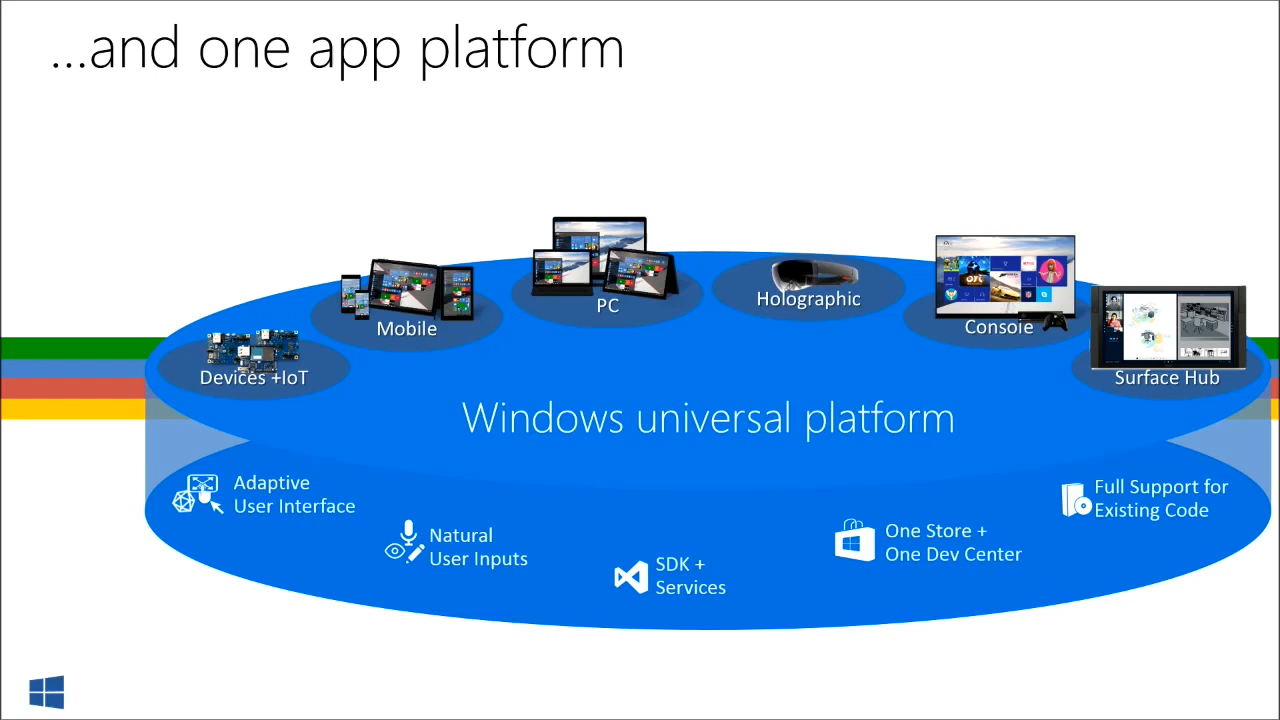 ...and one app platform
PC
Holographic
Mobile
Console
Devices +IoT
Surface Hub
Windows universal platform
Adaptive
User Interface
Natural
User Inputs
SDK +
Services
One Store +
One Dev Center
Full Support for
Existing Code